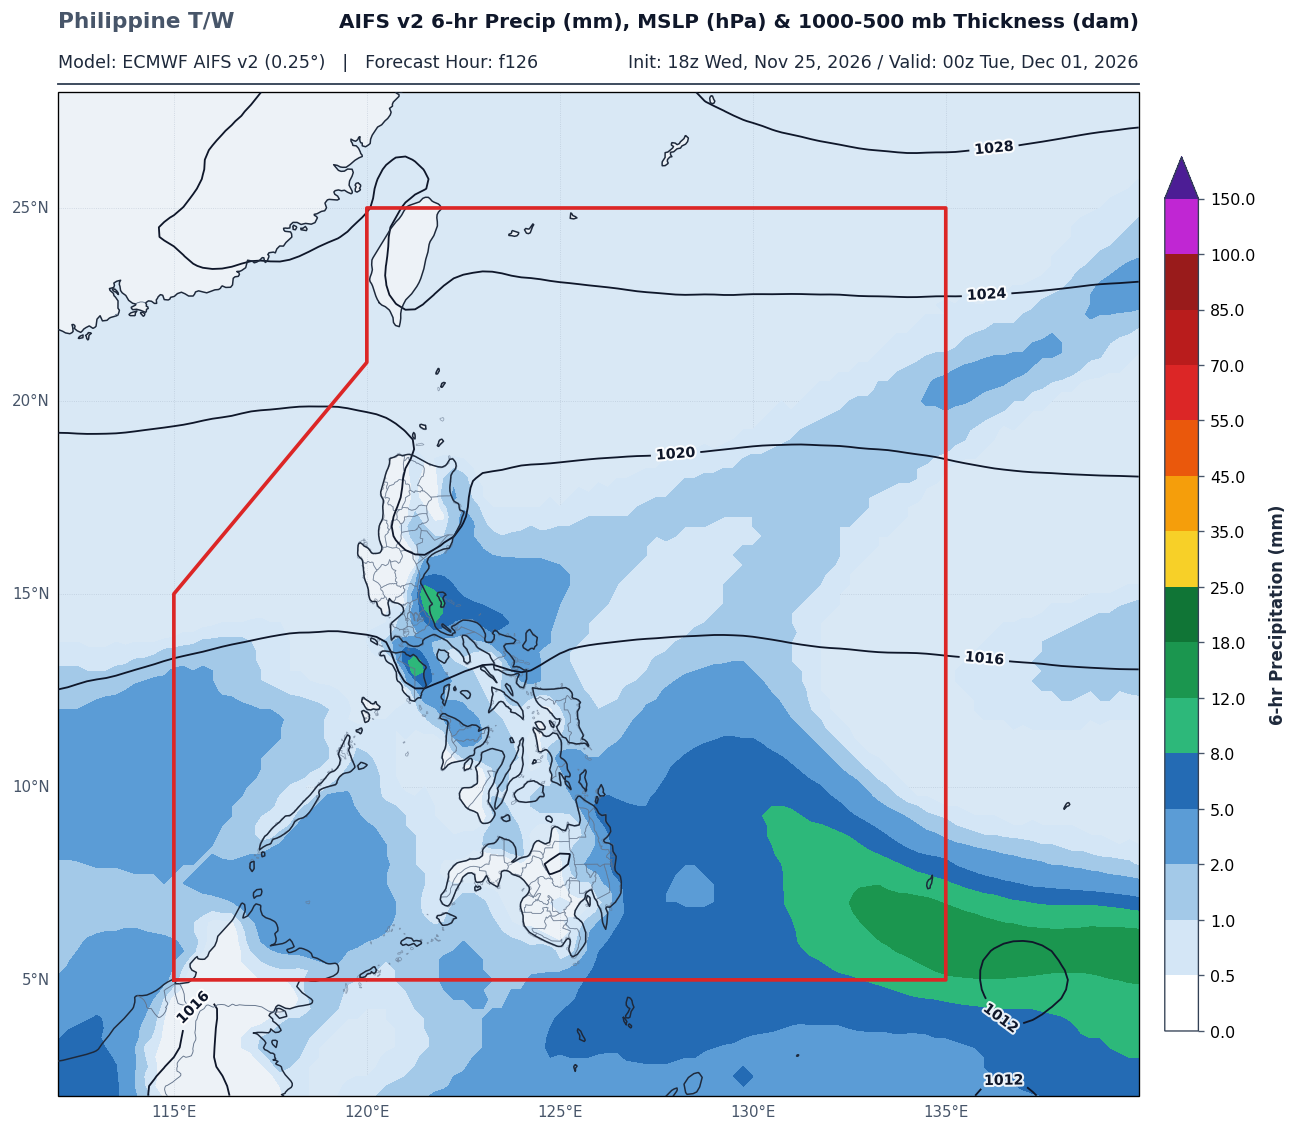 Philippine T/W
AIFS v2 6-hr Precip (mm), MSLP (hPa) & 1000-500 mb Thickness (dam)
Model: ECMWF AIFS v2 (0.25°) | Forecast Hour: f126
Init: 18z Wed, Nov 25, 2026 / Valid: 00z Tue, Dec 01, 2026
1028
25°N
1024
20°N
1020
15°N
1016
10°N
5°N
1016
1012
1012
115°E
120°E
125°E
130°E
135°E
150.0
100.0
85.0
70.0
55.0
45.0
35.0
25.0
18.0
12.0
8.0
5.0
2.0
1.0
0.5
0.0
6-hr Precipitation (mm)